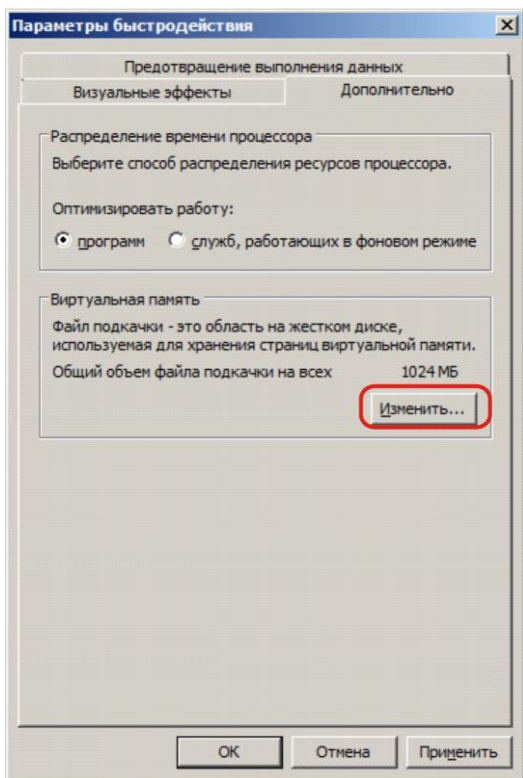 Параметры быстродействия
Предотвращение выполнения данных
Визуальные эффекты
Дополнительно
Распределение времени процессора
Выберите способ распределения ресурсов процессора.
Оптимизировать работу:
программ
служб, работающих в фоновом режиме
Виртуальная память
Файл подкачки - это область на жестком диске,
используемая для хранения страниц виртуальной памяти.
Общий объем файла подкачки на всех 1024 МБ
Изменить...
ОК
Отмена
Применить